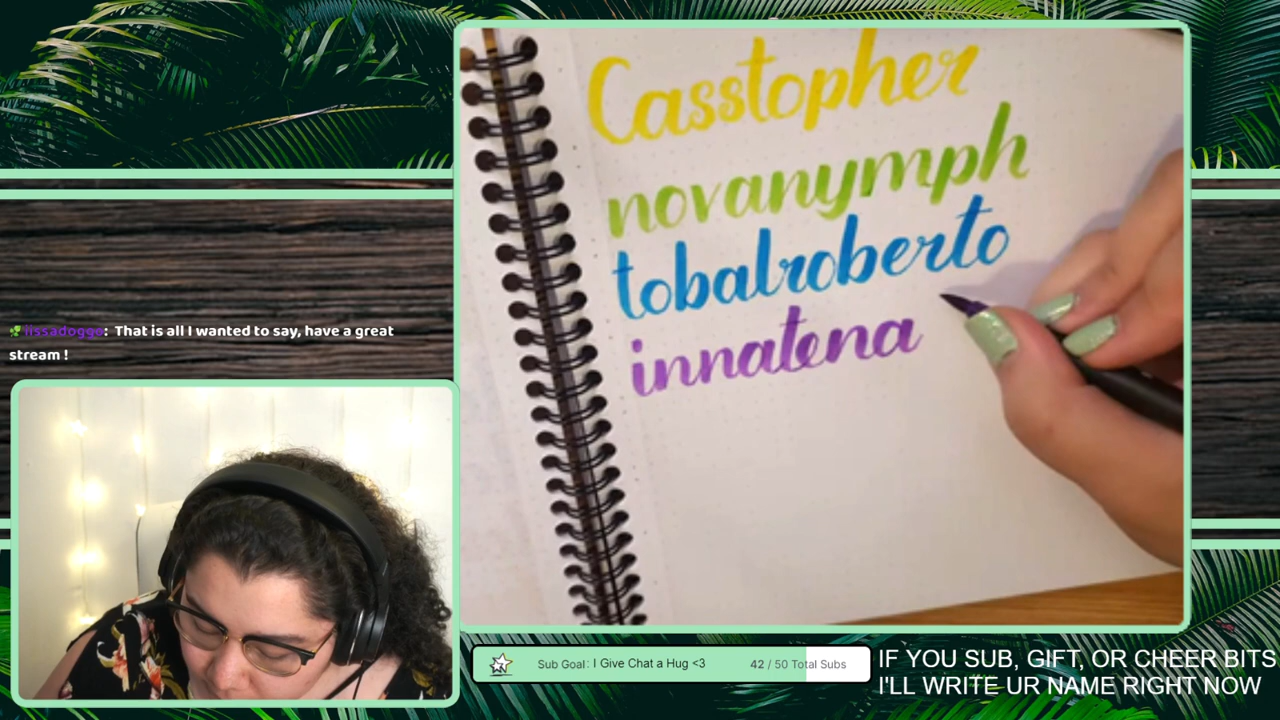 Casstopher
novanymph
tobalroberto
innatena
lissadoggo: That is all I wanted to say, have a great
stream !
Sub Goal: I Give Chat a Hug <3 42 / 50 Total Subs
IF YOU SUB, GIFT, OR CHEER BITS
I'LL WRITE UR NAME RIGHT NOW